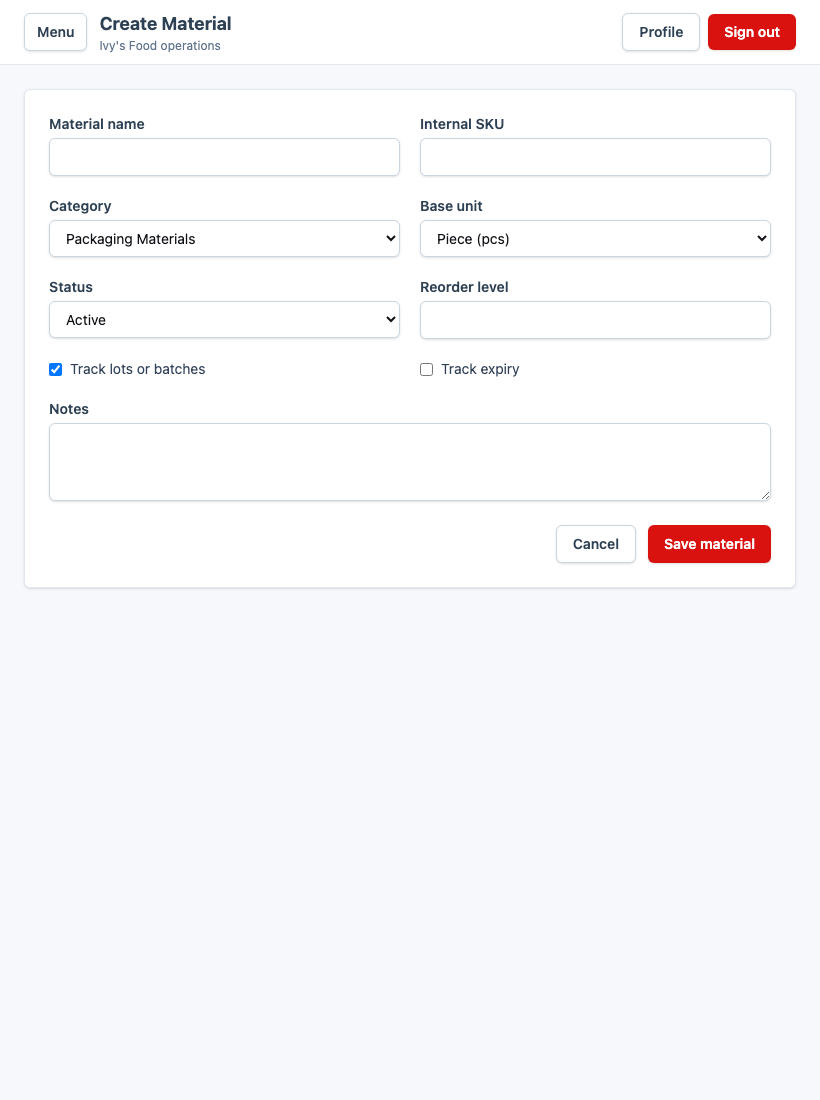 Menu
Create Material
Ivy's Food operations
Profile
Sign out
Material name
Internal SKU
Category
Base unit
Packaging Materials
Piece (pcs)
Status
Reorder level
Active
Track lots or batches
Track expiry
Notes
Cancel
Save material